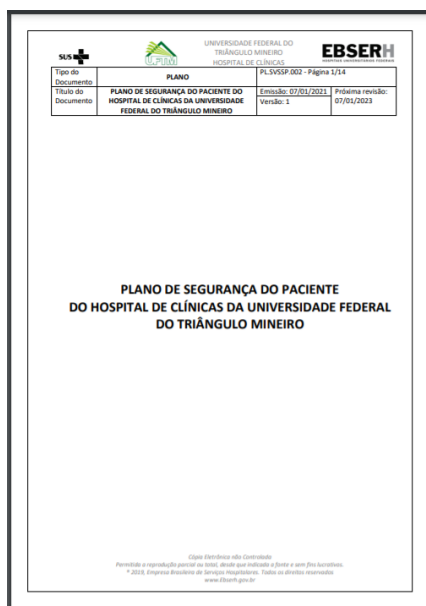 SUS
UFTM
UNIVERSIDADE FEDERAL DO
TRIÂNGULO MINEIRO
HOSPITAL DE CLÍNICAS
EBSERH
HOSPITAIS UNIVERSITÁRIOS FEDERAIS
Tipo do
Documento
PLANO
PL.SVSSP.002 - Página 1/14
Título do
Documento
PLANO DE SEGURANÇA DO PACIENTE DO
HOSPITAL DE CLÍNICAS DA UNIVERSIDADE
FEDERAL DO TRIÂNGULO MINEIRO
Emissão: 07/01/2021
Versão: 1
Próxima revisão:
07/01/2023
PLANO DE SEGURANÇA DO PACIENTE
DO HOSPITAL DE CLÍNICAS DA UNIVERSIDADE FEDERAL
DO TRIÂNGULO MINEIRO
Cópia Eletrônica não Controlada
Permitida a reprodução parcial ou total, desde que indicada a fonte e sem fins lucrativos.
® 2019, Empresa Brasileira de Serviços Hospitalares. Todos os direitos reservados
www.Ebserh.gov.br